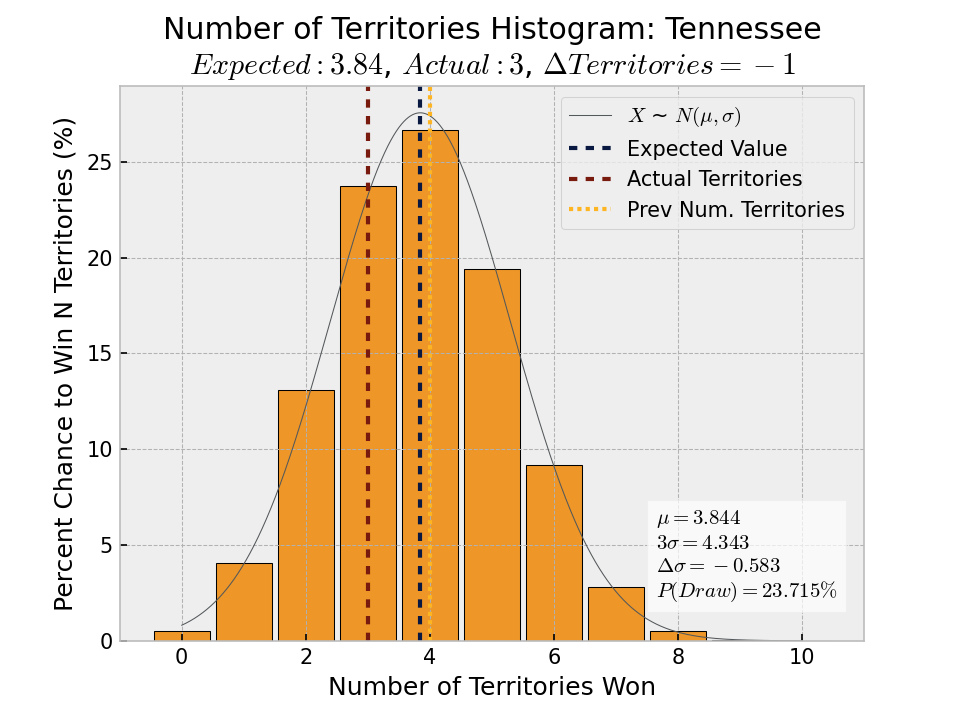 Number of Territories Histogram: Tennessee
Expected : 3.84, Actual : 3, ΔTerritories = −1
Percent Chance to Win N Territories (%)
25
20
15
10
5
0
X ~ N(μ, σ)
Expected Value
Actual Territories
Prev Num. Territories
μ = 3.844
3σ = 4.343
Δσ = −0.583
P(Draw) = 23.715%
0 2 4 6 8 10
Number of Territories Won